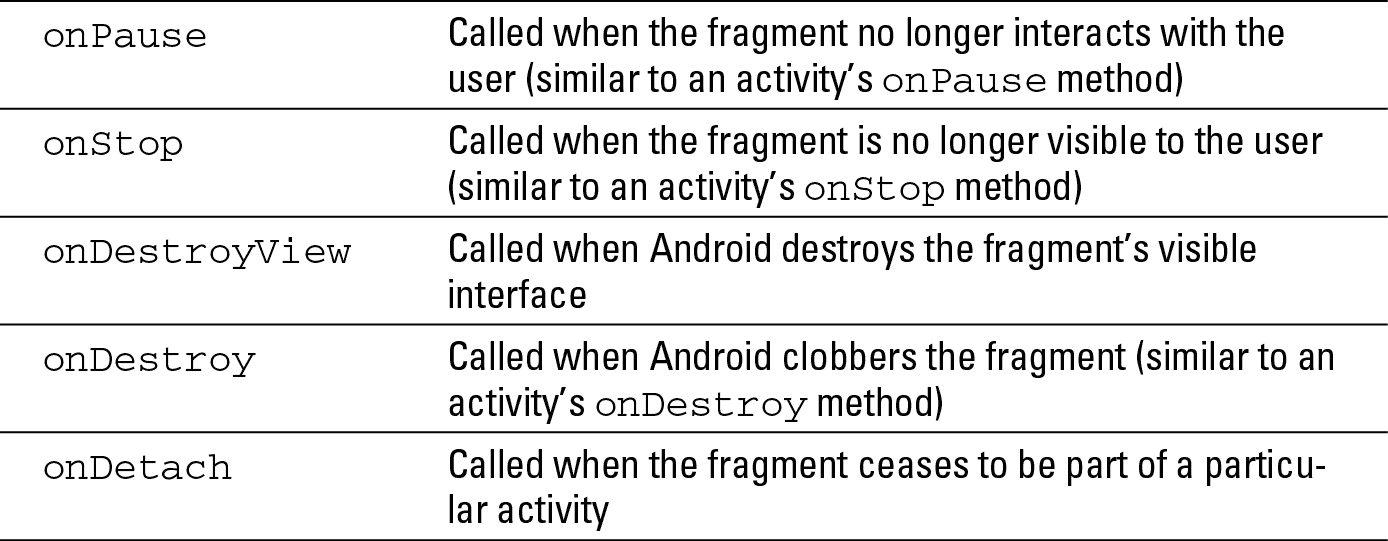 onPause Called when the fragment no longer interacts with the
user (similar to an activity’s onPause method)
onStop Called when the fragment is no longer visible to the user
(similar to an activity’s onStop method)
onDestroyView Called when Android destroys the fragment’s visible
interface
onDestroy Called when Android clobbers the fragment (similar to an
activity’s onDestroy method)
onDetach Called when the fragment ceases to be part of a particu-
lar activity